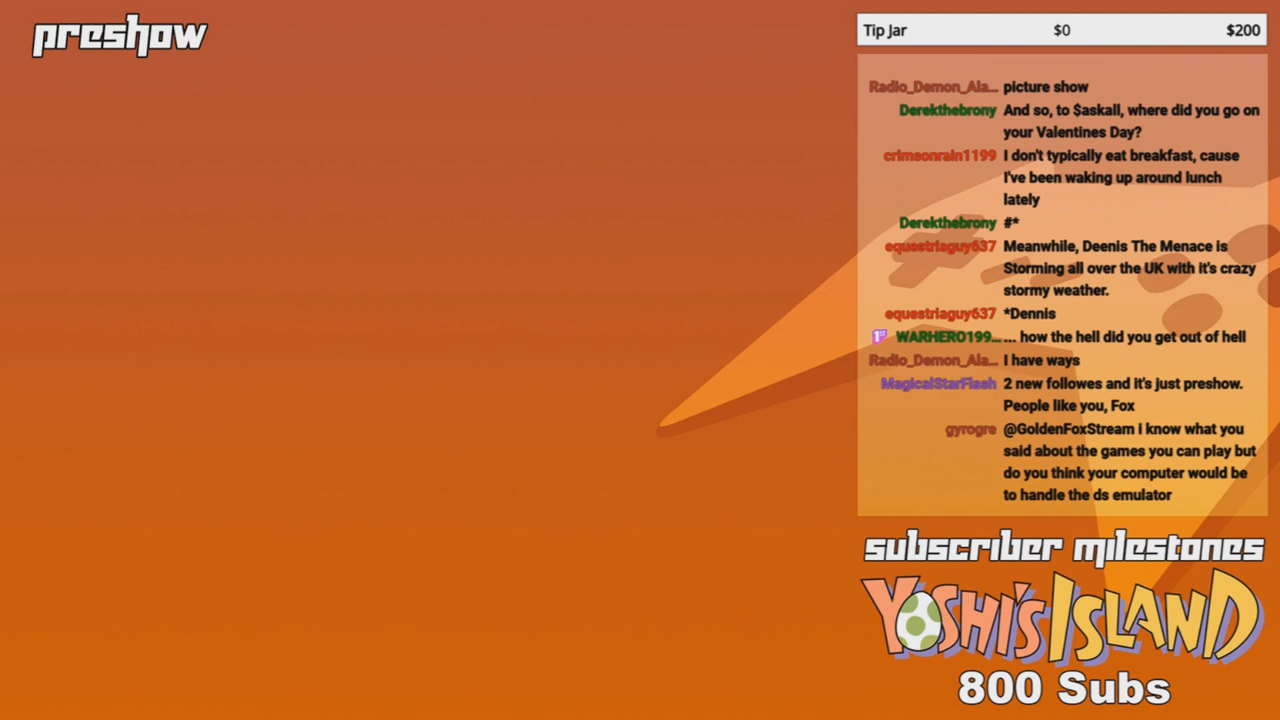 preshow
Tip Jar $0 $200
Radio_Demon_Ala... picture show
Derekthebrony And so, to $askall, where did you go on
your Valentines Day?
crimsonrain1199 I don't typically eat breakfast, cause
I've been waking up around lunch
lately
Derekthebrony #*
equestriaguy637 Meanwhile, Deenis The Menace is
Storming all over the UK with it's crazy
stormy weather.
equestriaguy637 *Dennis
WARHERO199... ... how the hell did you get out of hell
Radio_Demon_Ala... I have ways
MagicalStarFlash 2 new followes and it's just preshow.
People like you, Fox
gyrogre @GoldenFoxStream i know what you
said about the games you can play but
do you think your computer would be
to handle the ds emulator
subscriber milestones
YOSHI'S ISLAND
800 Subs